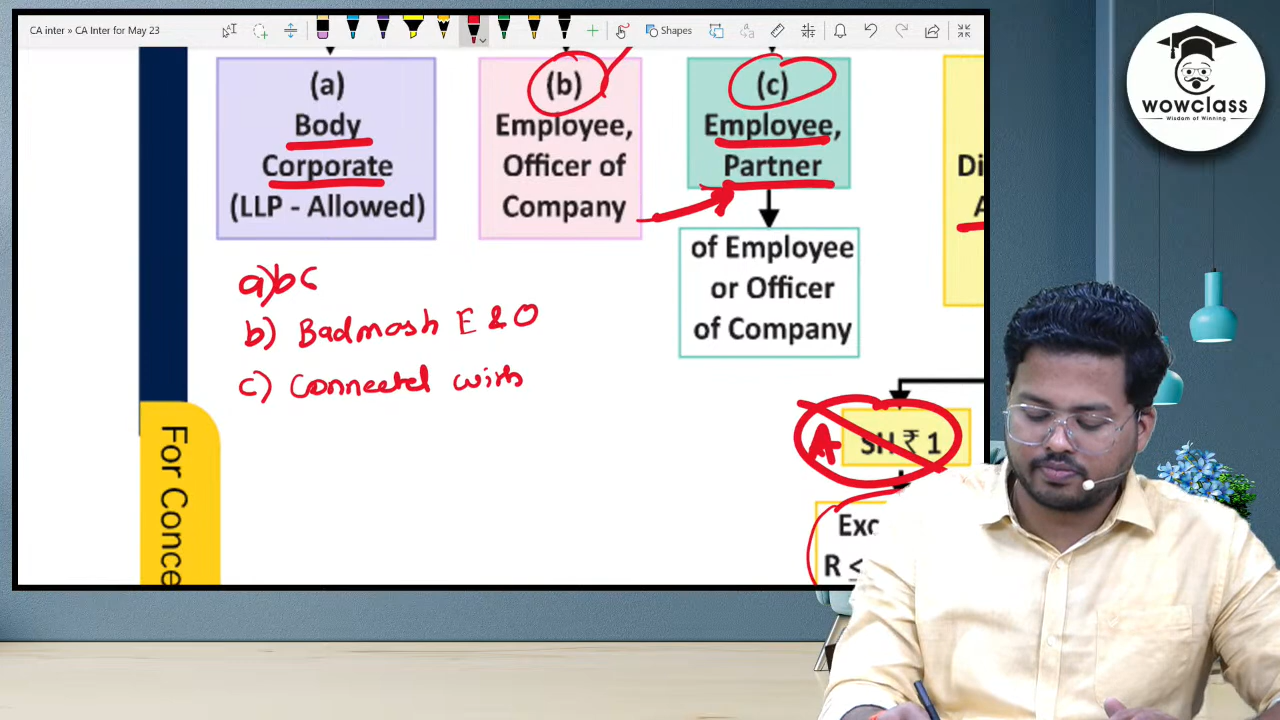 CA inter » CA Inter for May 23
Shapes
wowclass
Wisdom of Winning
(a)
Body
Corporate
(LLP - Allowed)
(b)
Employee,
Officer of
Company
(c)
Employee,
Partner
of Employee
or Officer
of Company
Di
A
a) bc
b) Badmash E & O
c) Connected with
A
SH ₹ 1
Exc
R ≤
For Conce